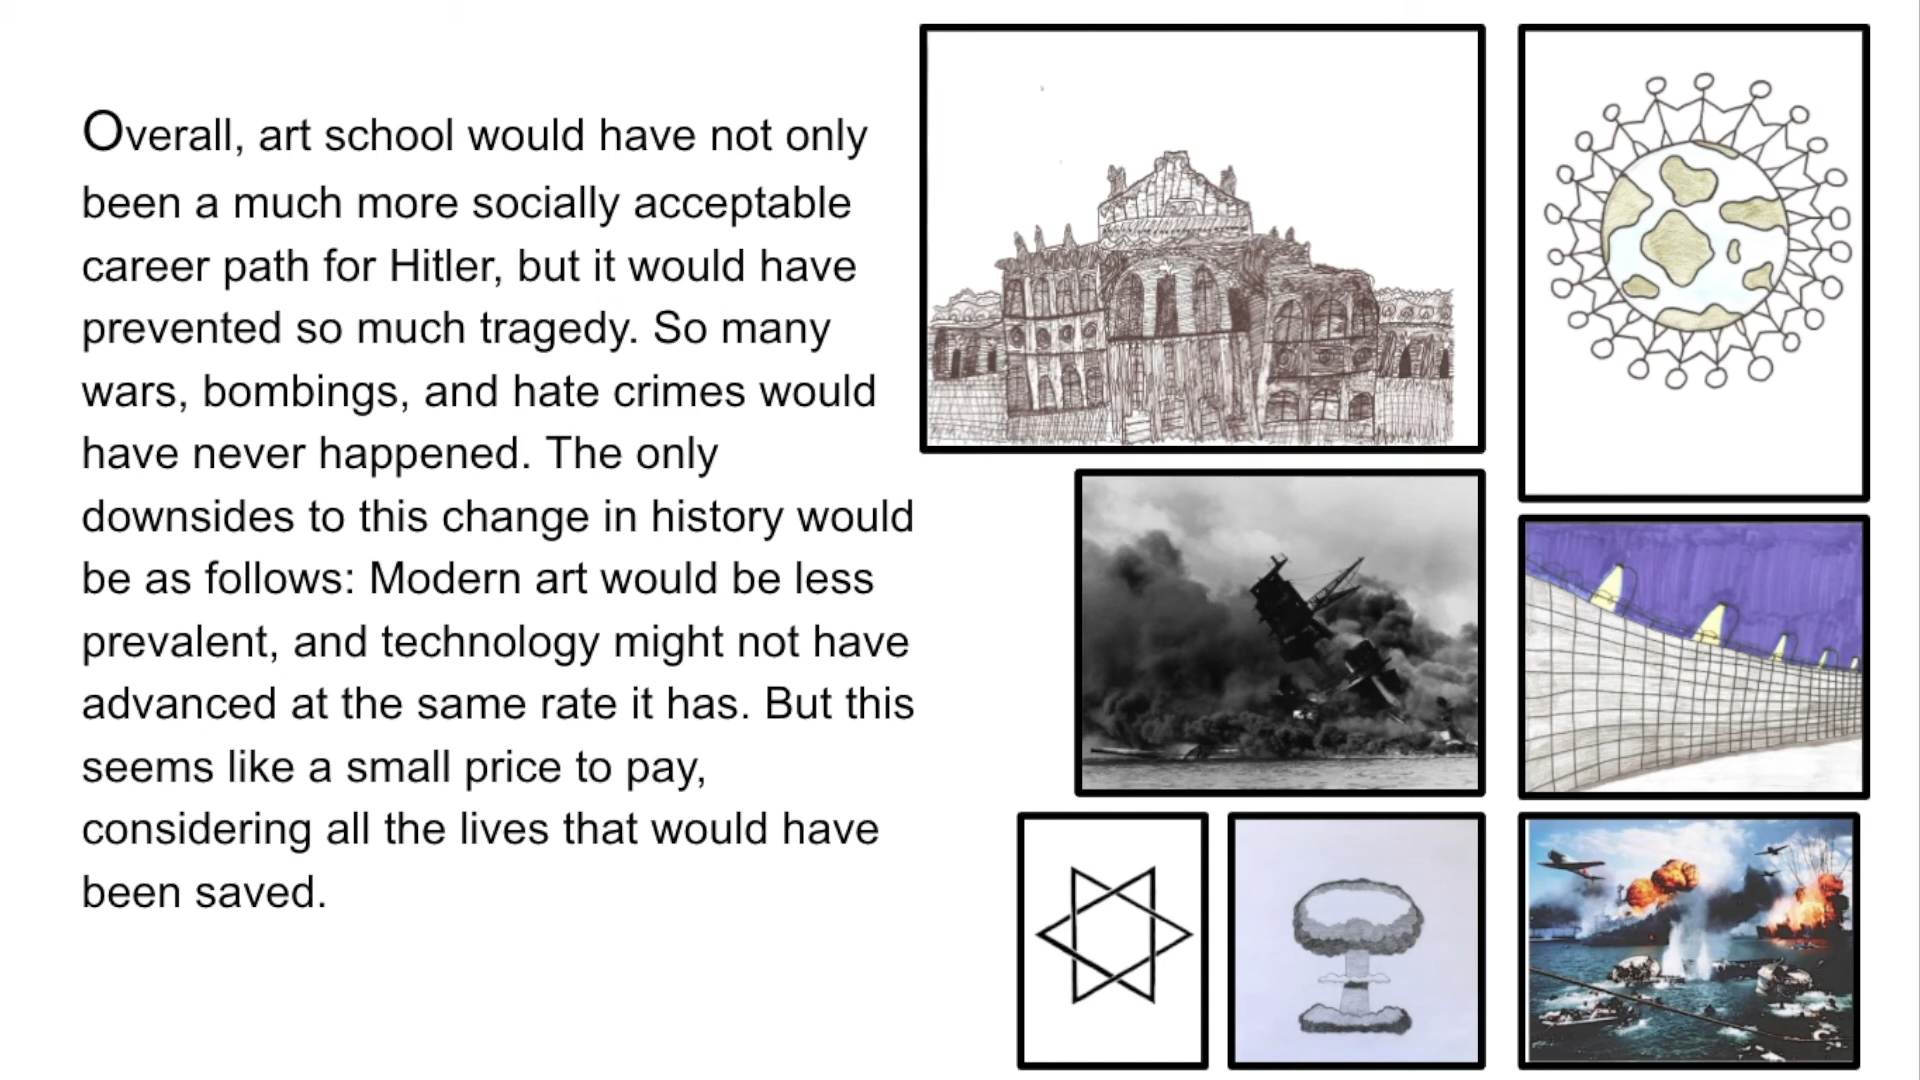 Overall, art school would have not only
been a much more socially acceptable
career path for Hitler, but it would have
prevented so much tragedy. So many
wars, bombings, and hate crimes would
have never happened. The only
downsides to this change in history would
be as follows: Modern art would be less
prevalent, and technology might not have
advanced at the same rate it has. But this
seems like a small price to pay,
considering all the lives that would have
been saved.